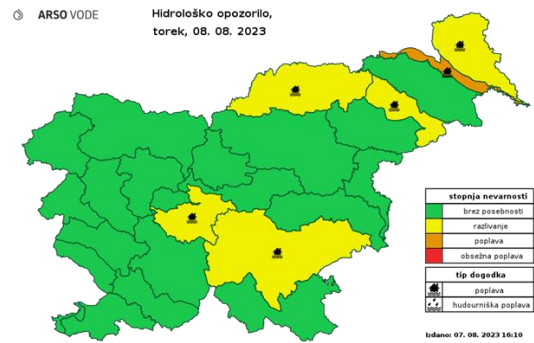 ARSO VODE
Hidrološko opozorilo,
torek, 08. 08. 2023
stopnja nevarnosti
brez posebnosti
razlivanje
poplava
obsežna poplava
tip dogodka
poplava
hudourniška poplava
Izdano: 07. 08. 2023 16:10